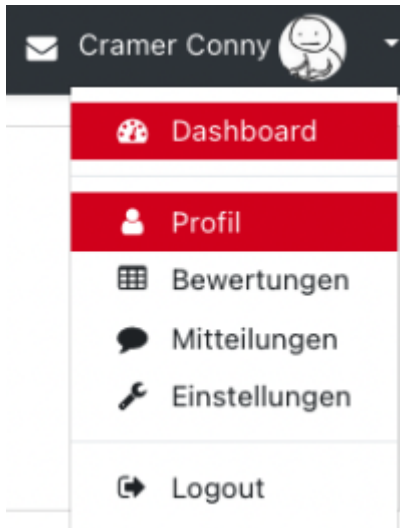 Cramer Conny
Dashboard
Profil
Bewertungen
Mitteilungen
Einstellungen
Logout